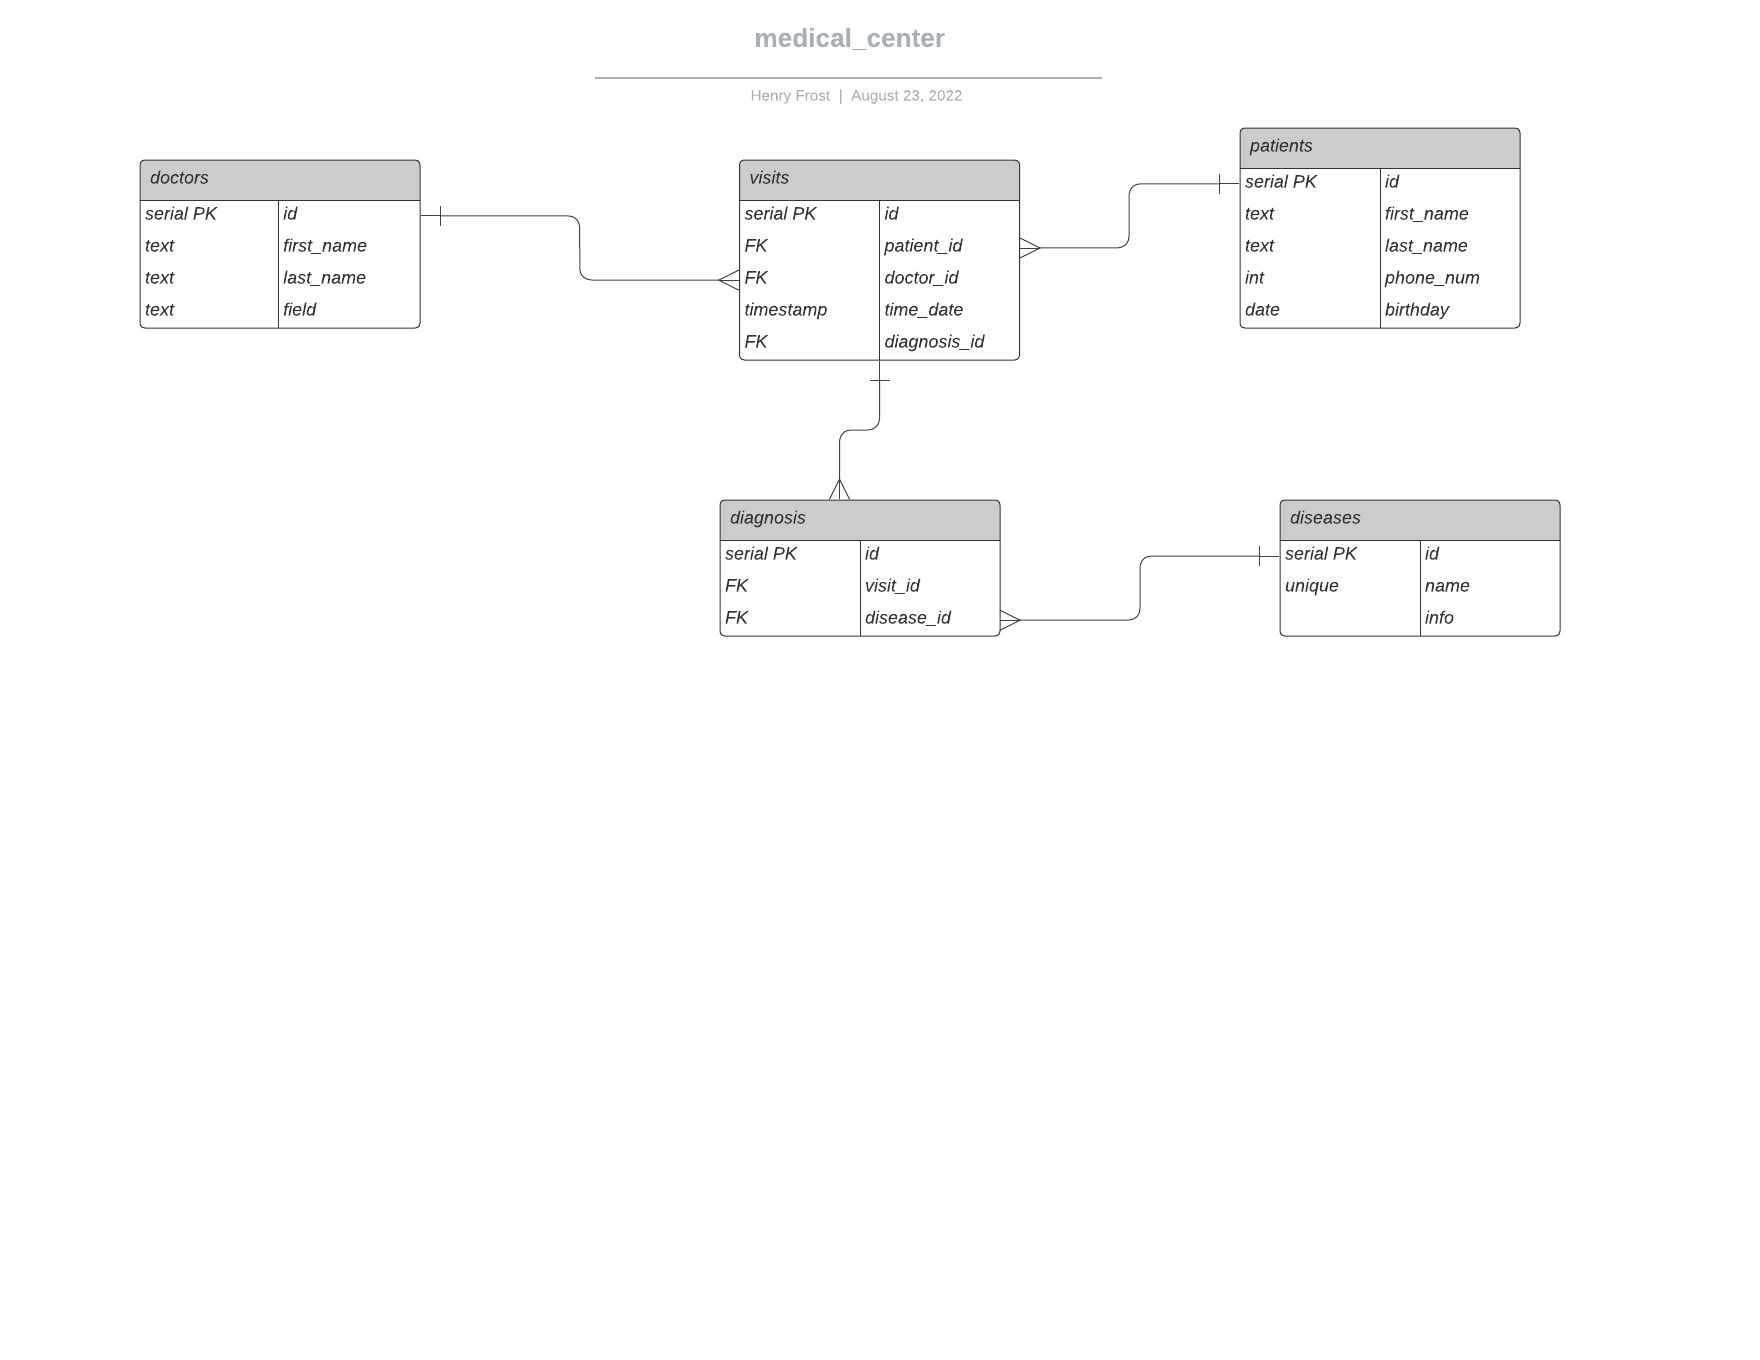 medical_center
Henry Frost | August 23, 2022
doctors
serial PK id
text first_name
text last_name
text field
visits
serial PK id
FK patient_id
FK doctor_id
timestamp time_date
FK diagnosis_id
patients
serial PK id
text first_name
text last_name
int phone_num
date birthday
diagnosis
serial PK id
FK visit_id
FK disease_id
diseases
serial PK id
unique name
info